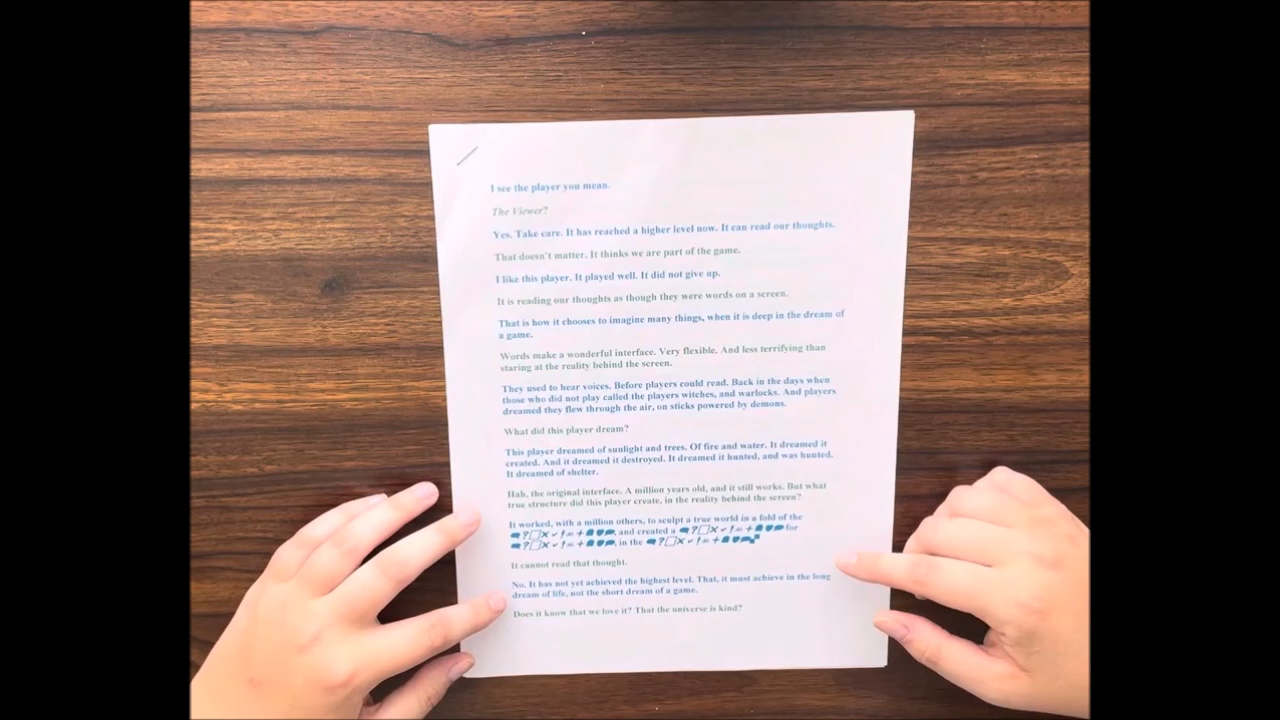 I see the player you mean.
The Viewer?
Yes. Take care. It has reached a higher level now. It can read our thoughts.
That doesn't matter. It thinks we are part of the game.
I like this player. It played well. It did not give up.
It is reading our thoughts as though they were words on a screen.
That is how it chooses to imagine many things, when it is deep in the dream of
a game.
Words make a wonderful interface. Very flexible. And less terrifying than
staring at the reality behind the screen.
They used to hear voices. Before players could read. Back in the days when
those who did not play called the players witches, and warlocks. And players
dreamed they flew through the air, on sticks powered by demons.
What did this player dream?
This player dreamed of sunlight and trees. Of fire and water. It dreamed it
created. And it dreamed it destroyed. It dreamed it hunted, and was hunted.
It dreamed of shelter.
Hah, the original interface. A million years old, and it still works. But what
true structure did this player create, in the reality behind the screen?
It worked, with a million others, to sculpt a true world in a fold of the
, and created a for
, in the
It cannot read that thought.
No. It has not yet achieved the highest level. That, it must achieve in the long
dream of life, not the short dream of a game.
Does it know that we love it? That the universe is kind?